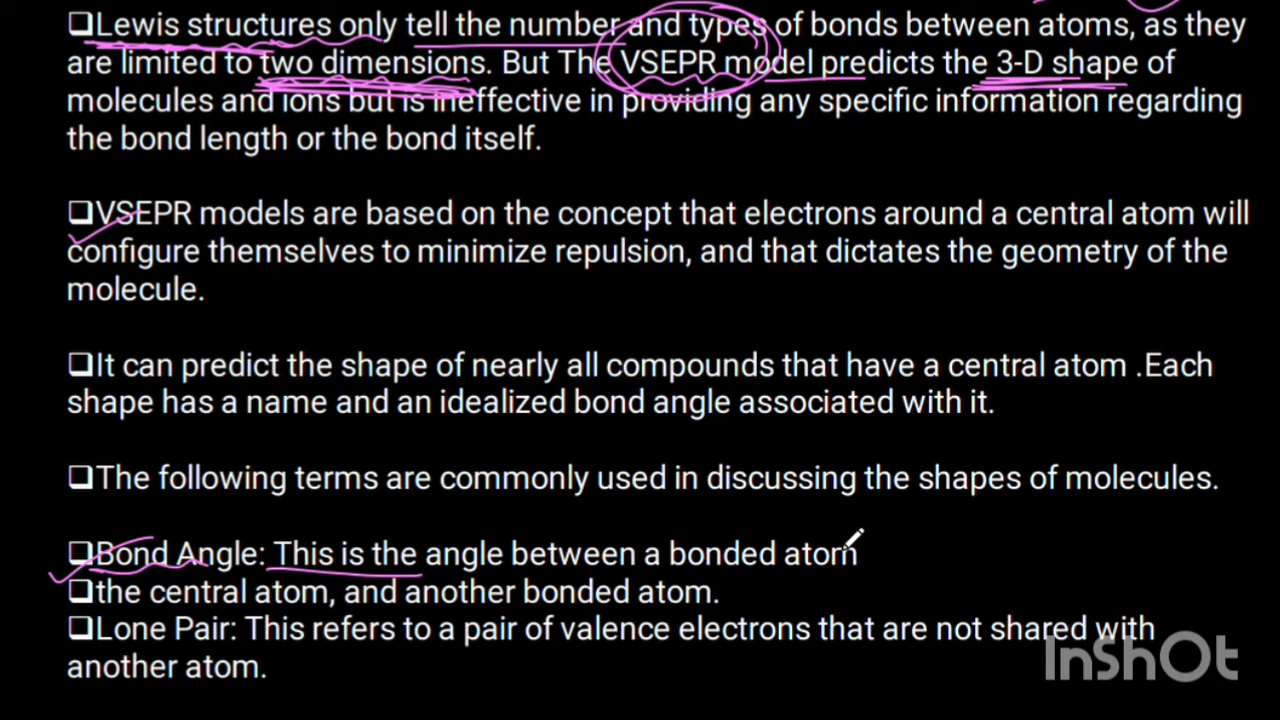 ❑Lewis structures only tell the number and types of bonds between atoms, as they
are limited to two dimensions. But The VSEPR model predicts the 3-D shape of
molecules and ions but is ineffective in providing any specific information regarding
the bond length or the bond itself.
❑VSEPR models are based on the concept that electrons around a central atom will
configure themselves to minimize repulsion, and that dictates the geometry of the
molecule.
❑It can predict the shape of nearly all compounds that have a central atom .Each
shape has a name and an idealized bond angle associated with it.
❑The following terms are commonly used in discussing the shapes of molecules.
❑Bond Angle: This is the angle between a bonded atom
❑the central atom, and another bonded atom.
❑Lone Pair: This refers to a pair of valence electrons that are not shared with
another atom.
InShOt